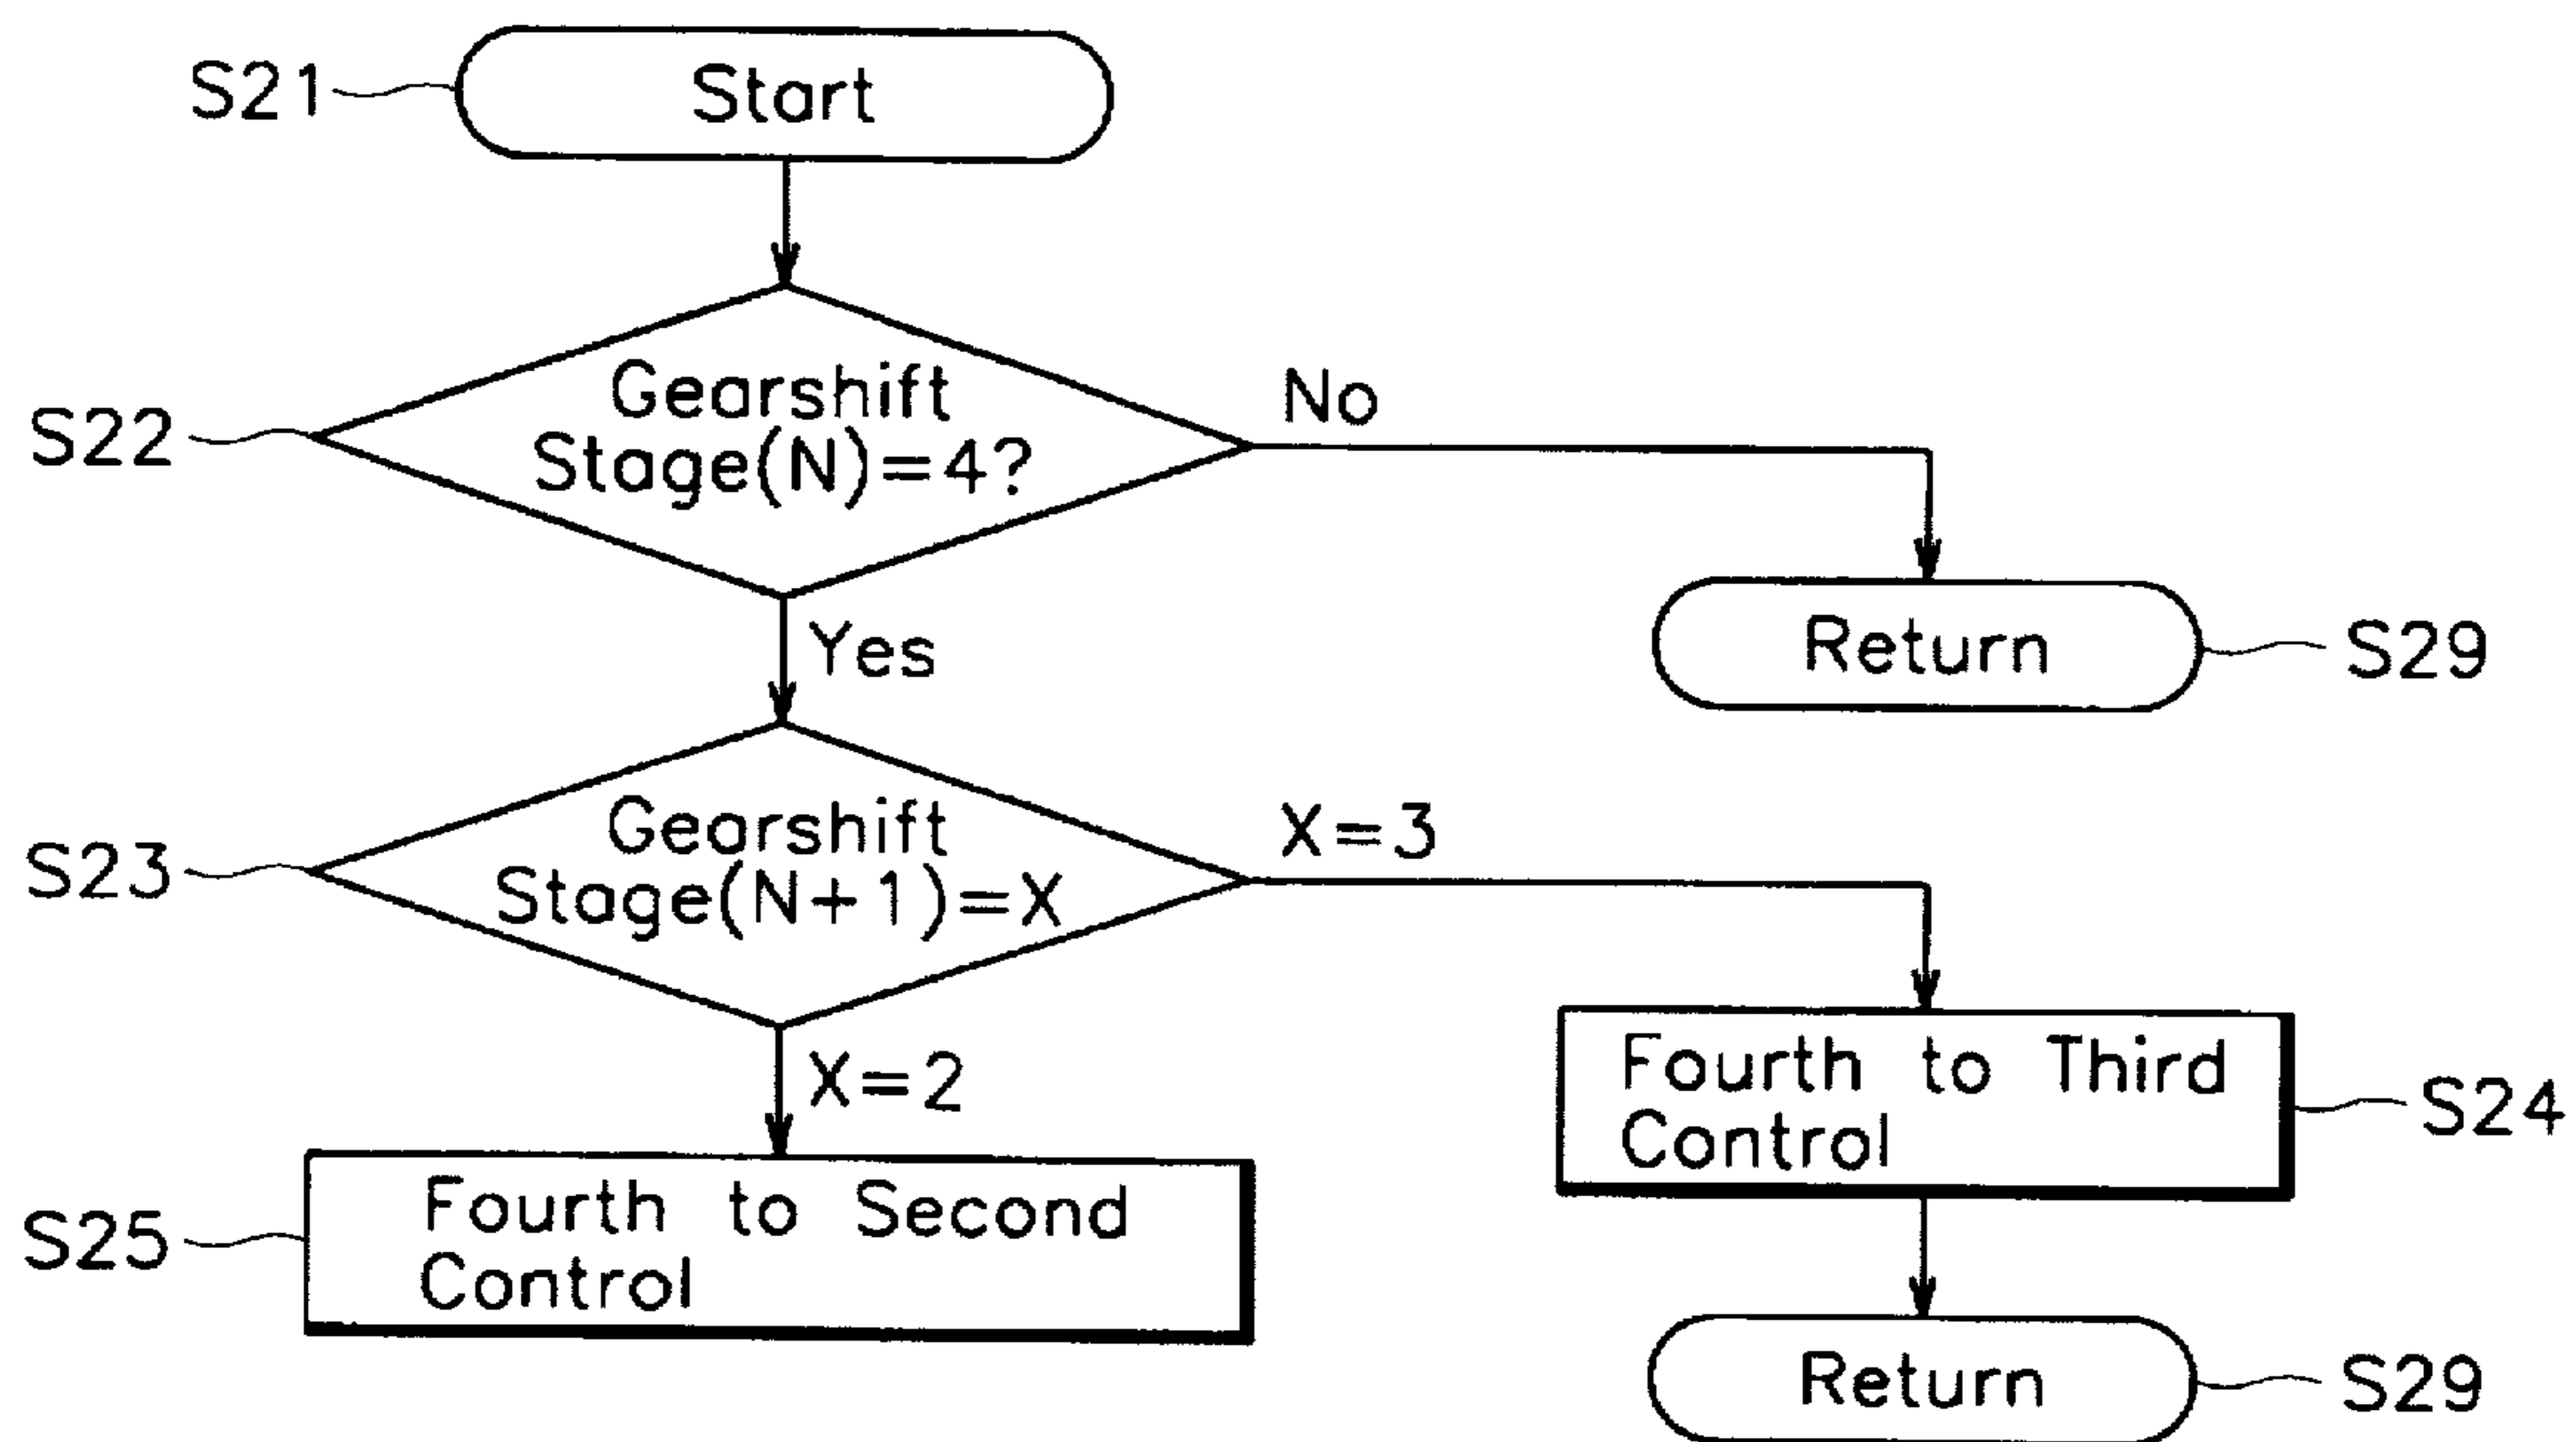 S21
Start
S22
Gearshift
Stage(N)=4?
No
Yes
Return
S29
S23
Gearshift
Stage(N+1)=X
X=3
X=2
Fourth to Third
Control
S24
S25
Fourth to Second
Control
Return
S29